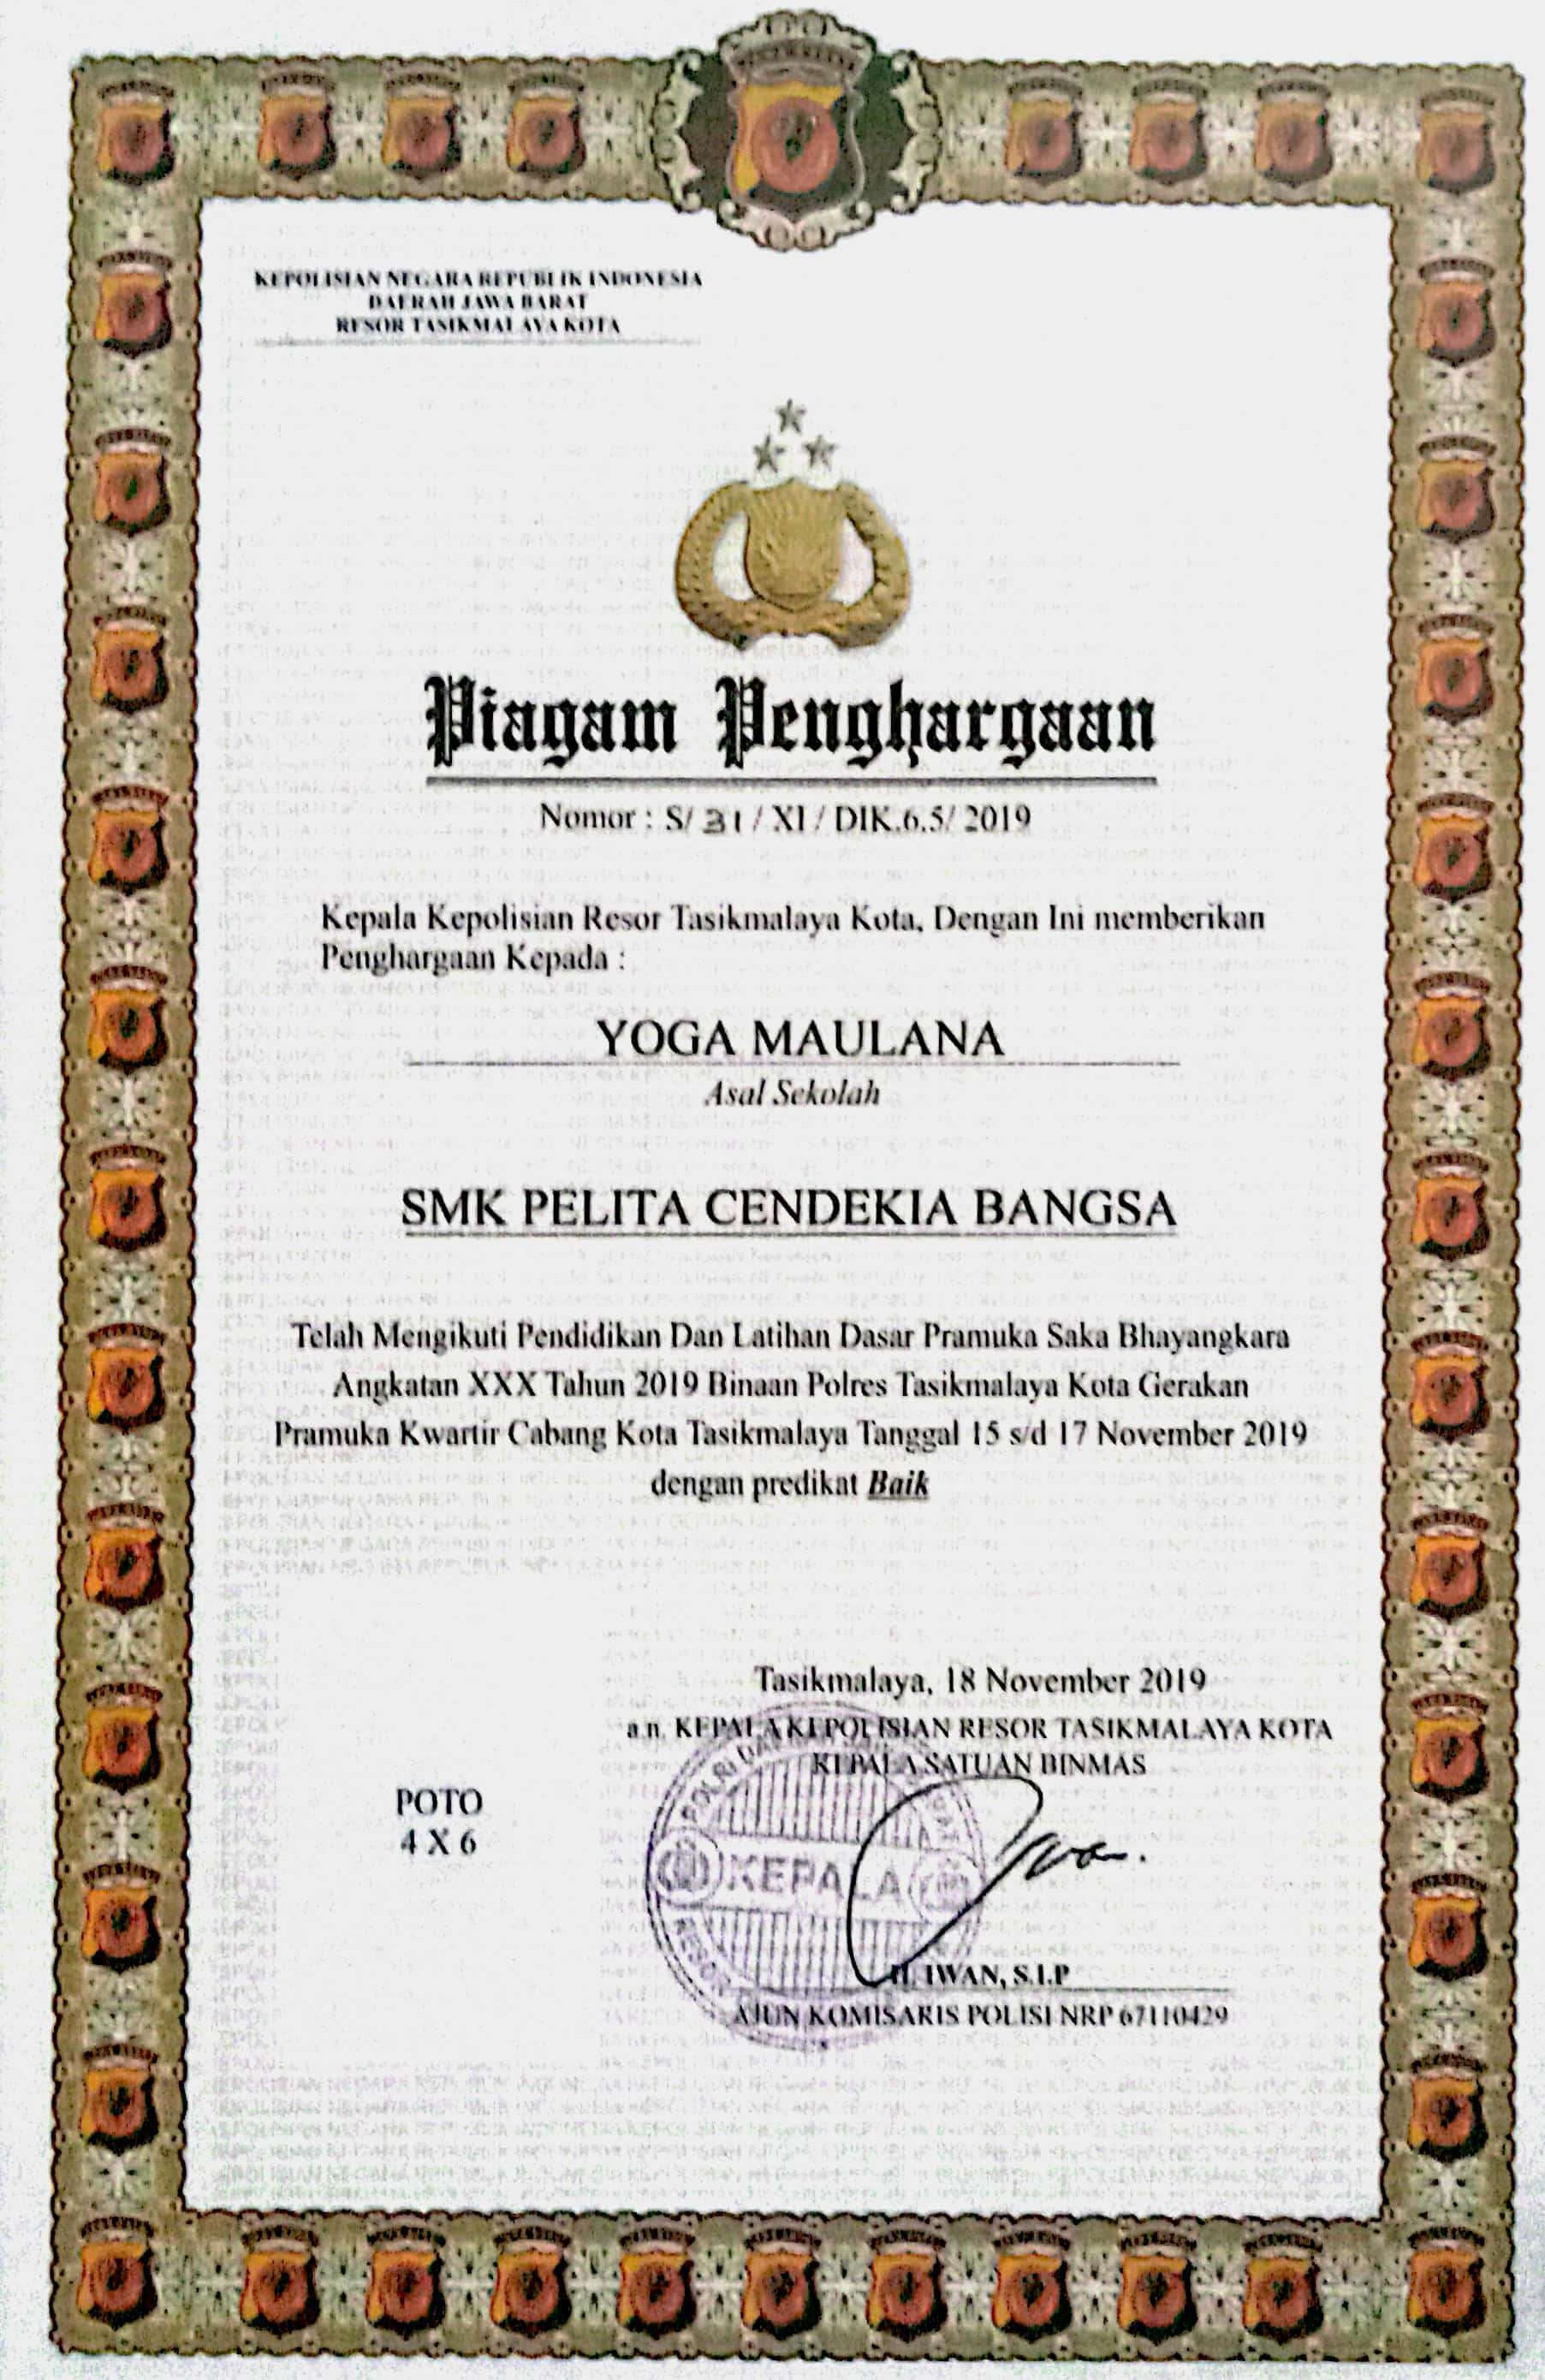 KEPOLISIAN NEGARA REPUBLIK INDONESIA
DAERAH JAWA BARAT
RESOR TASIKMALAYA KOTA
Piagam Penghargaan
Nomor : S/ 31 / XI / DIK.6.5/ 2019
Kepala Kepolisian Resor Tasikmalaya Kota, Dengan Ini memberikan
Penghargaan Kepada :
YOGA MAULANA
Asal Sekolah
SMK PELITA CENDEKIA BANGSA
Telah Mengikuti Pendidikan Dan Latihan Dasar Pramuka Saka Bhayangkara
Angkatan XXX Tahun 2019 Binaan Polres Tasikmalaya Kota Gerakan
Pramuka Kwartir Cabang Kota Tasikmalaya Tanggal 15 s/d 17 November 2019
dengan predikat Baik
Tasikmalaya, 18 November 2019
a.n. KEPALA KEPOLISIAN RESOR TASIKMALAYA KOTA
KEPALA SATUAN BINMAS
POTO
4 X 6
KEPALA
H. IWAN, S.I.P
AJUN KOMISARIS POLISI NRP 67110429